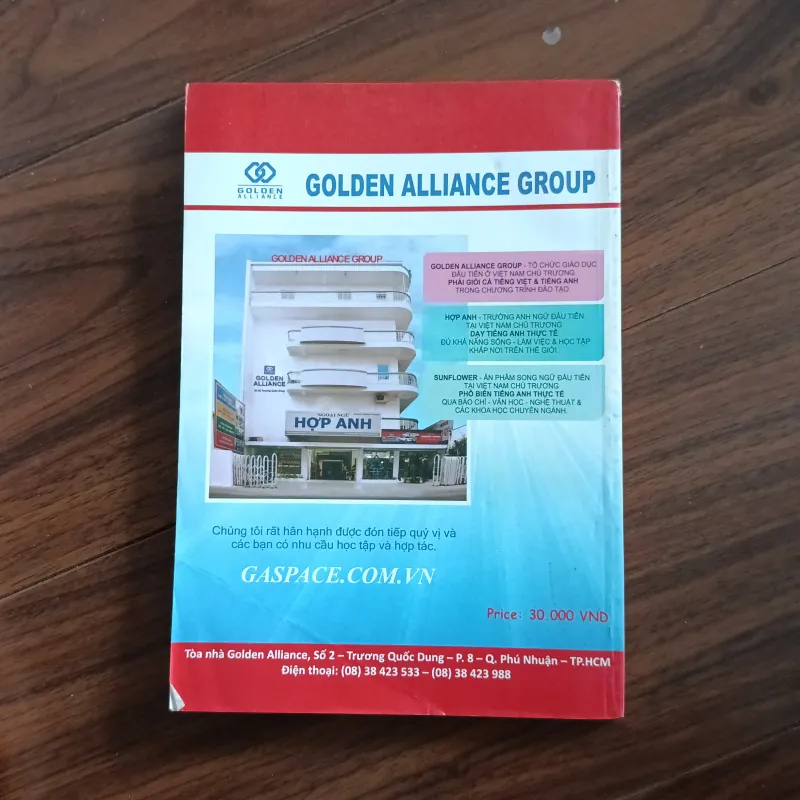 GOLDEN
ALLIANCE
GOLDEN ALLIANCE GROUP
GOLDEN ALLIANCE GROUP
GOLDEN
ALLIANCE
NGOẠI NGỮ
HỢP ANH
GOLDEN ALLIANCE GROUP - TỔ CHỨC GIÁO DỤC
ĐẦU TIÊN Ở VIỆT NAM CHỦ TRƯƠNG
PHẢI GIỎI CẢ TIẾNG VIỆT & TIẾNG ANH
TRONG CHƯƠNG TRÌNH ĐÀO TẠO
HỢP ANH - TRƯỜNG ANH NGỮ ĐẦU TIÊN
TẠI VIỆT NAM CHỦ TRƯƠNG
DẠY TIẾNG ANH THỰC TẾ
ĐỦ KHẢ NĂNG SỐNG - LÀM VIỆC & HỌC TẬP
KHẮP NƠI TRÊN THẾ GIỚI.
SUNFLOWER - ẤN PHẨM SONG NGỮ ĐẦU TIÊN
TẠI VIỆT NAM CHỦ TRƯƠNG
PHỔ BIẾN TIẾNG ANH THỰC TẾ
QUA BÁO CHÍ - VĂN HỌC - NGHỆ THUẬT &
CÁC KHOA HỌC CHUYÊN NGÀNH.
Chúng tôi rất hân hạnh được đón tiếp quý vị và
các bạn có nhu cầu học tập và hợp tác.
GASPACE.COM.VN
Price: 30.000 VND
Tòa nhà Golden Alliance, Số 2 – Trương Quốc Dung – P. 8 – Q. Phú Nhuận – TP.HCM
Điện thoại: (08) 38 423 533 – (08) 38 423 988